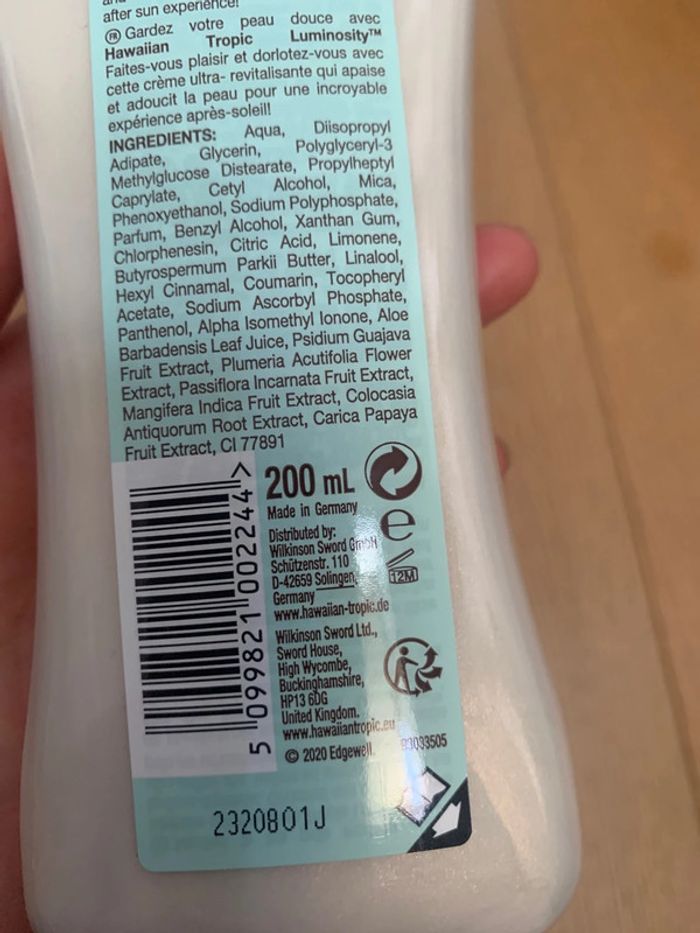 and
after sun experience!
FR Gardez votre peau douce avec
Hawaiian Tropic Luminosity™
Faites-vous plaisir et dorlotez-vous avec
cette crème ultra- revitalisante qui apaise
et adoucit la peau pour une incroyable
expérience après-soleil!
INGREDIENTS: Aqua, Diisopropyl
Adipate, Glycerin, Polyglyceryl-3
Methylglucose Distearate, Propylheptyl
Caprylate, Cetyl Alcohol, Mica,
Phenoxyethanol, Sodium Polyphosphate,
Parfum, Benzyl Alcohol, Xanthan Gum,
Chlorphenesin, Citric Acid, Limonene,
Butyrospermum Parkii Butter, Linalool,
Hexyl Cinnamal, Coumarin, Tocopheryl
Acetate, Sodium Ascorbyl Phosphate,
Panthenol, Alpha Isomethyl Ionone, Aloe
Barbadensis Leaf Juice, Psidium Guajava
Fruit Extract, Plumeria Acutifolia Flower
Extract, Passiflora Incarnata Fruit Extract,
Mangifera Indica Fruit Extract, Colocasia
Antiquorum Root Extract, Carica Papaya
Fruit Extract, CI 77891
5 099821 002244 >
200 mL
Made in Germany
Distributed by:
Wilkinson Sword GmbH
Schützenstr. 110
D-42659 Solingen,
Germany
www.hawaiian-tropic.de
Wilkinson Sword Ltd.,
Sword House,
High Wycombe,
Buckinghamshire,
HP13 6DG
United Kingdom.
www.hawaiiantropic.eu
© 2020 Edgewell.
e
12M
2320801J